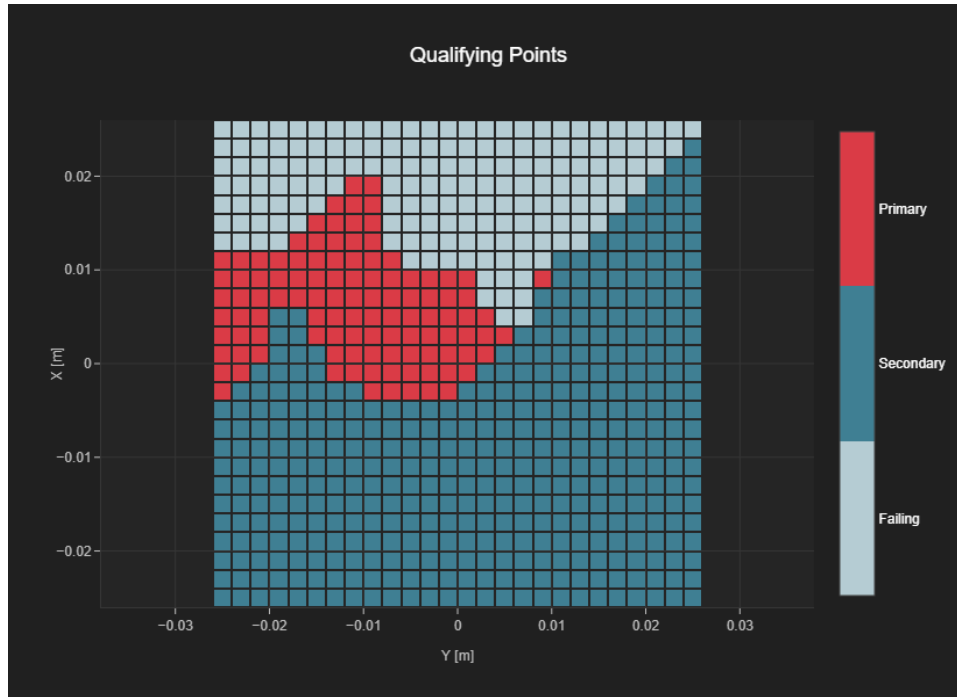 Qualifying Points
0.02
0.01
0
−0.01
−0.02
X [m]
−0.03
−0.02
−0.01
0
0.01
0.02
0.03
Y [m]
Primary
Secondary
Failing